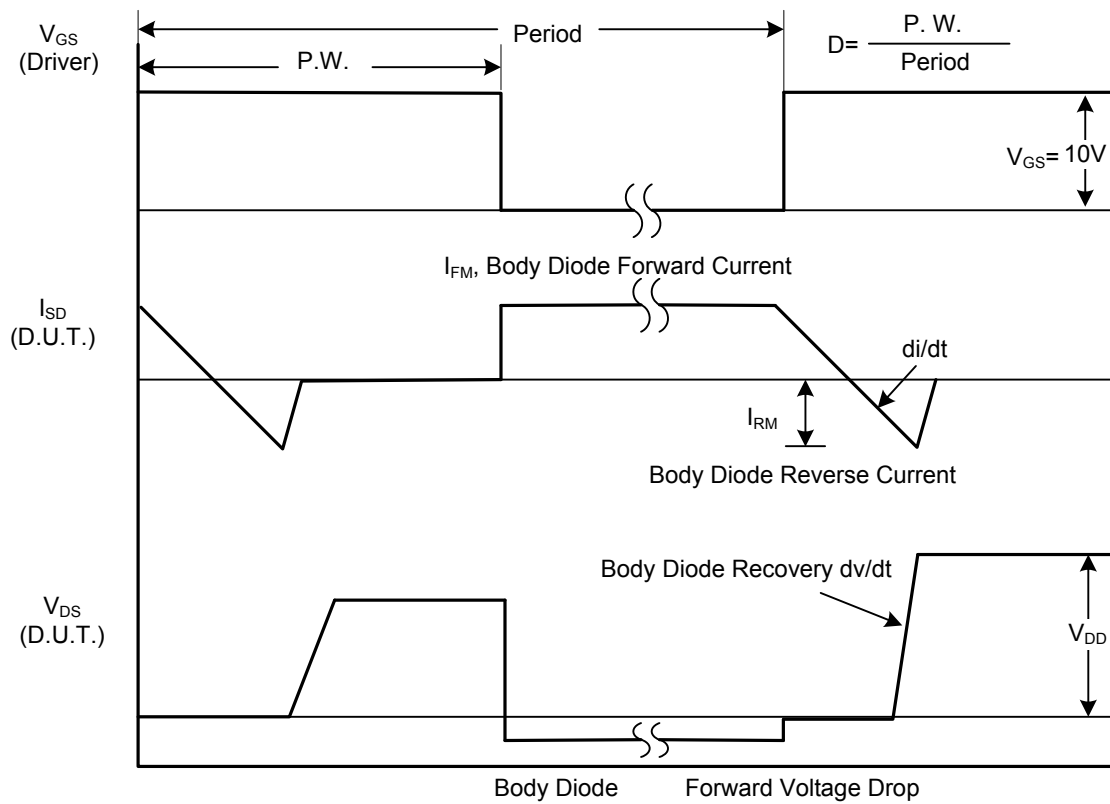 V_GS
(Driver)
Period
P.W.
D= P. W.
Period
V_GS= 10V
I_FM, Body Diode Forward Current
I_SD
(D.U.T.)
di/dt
I_RM
Body Diode Reverse Current
Body Diode Recovery dv/dt
V_DS
(D.U.T.)
V_DD
Body Diode Forward Voltage Drop